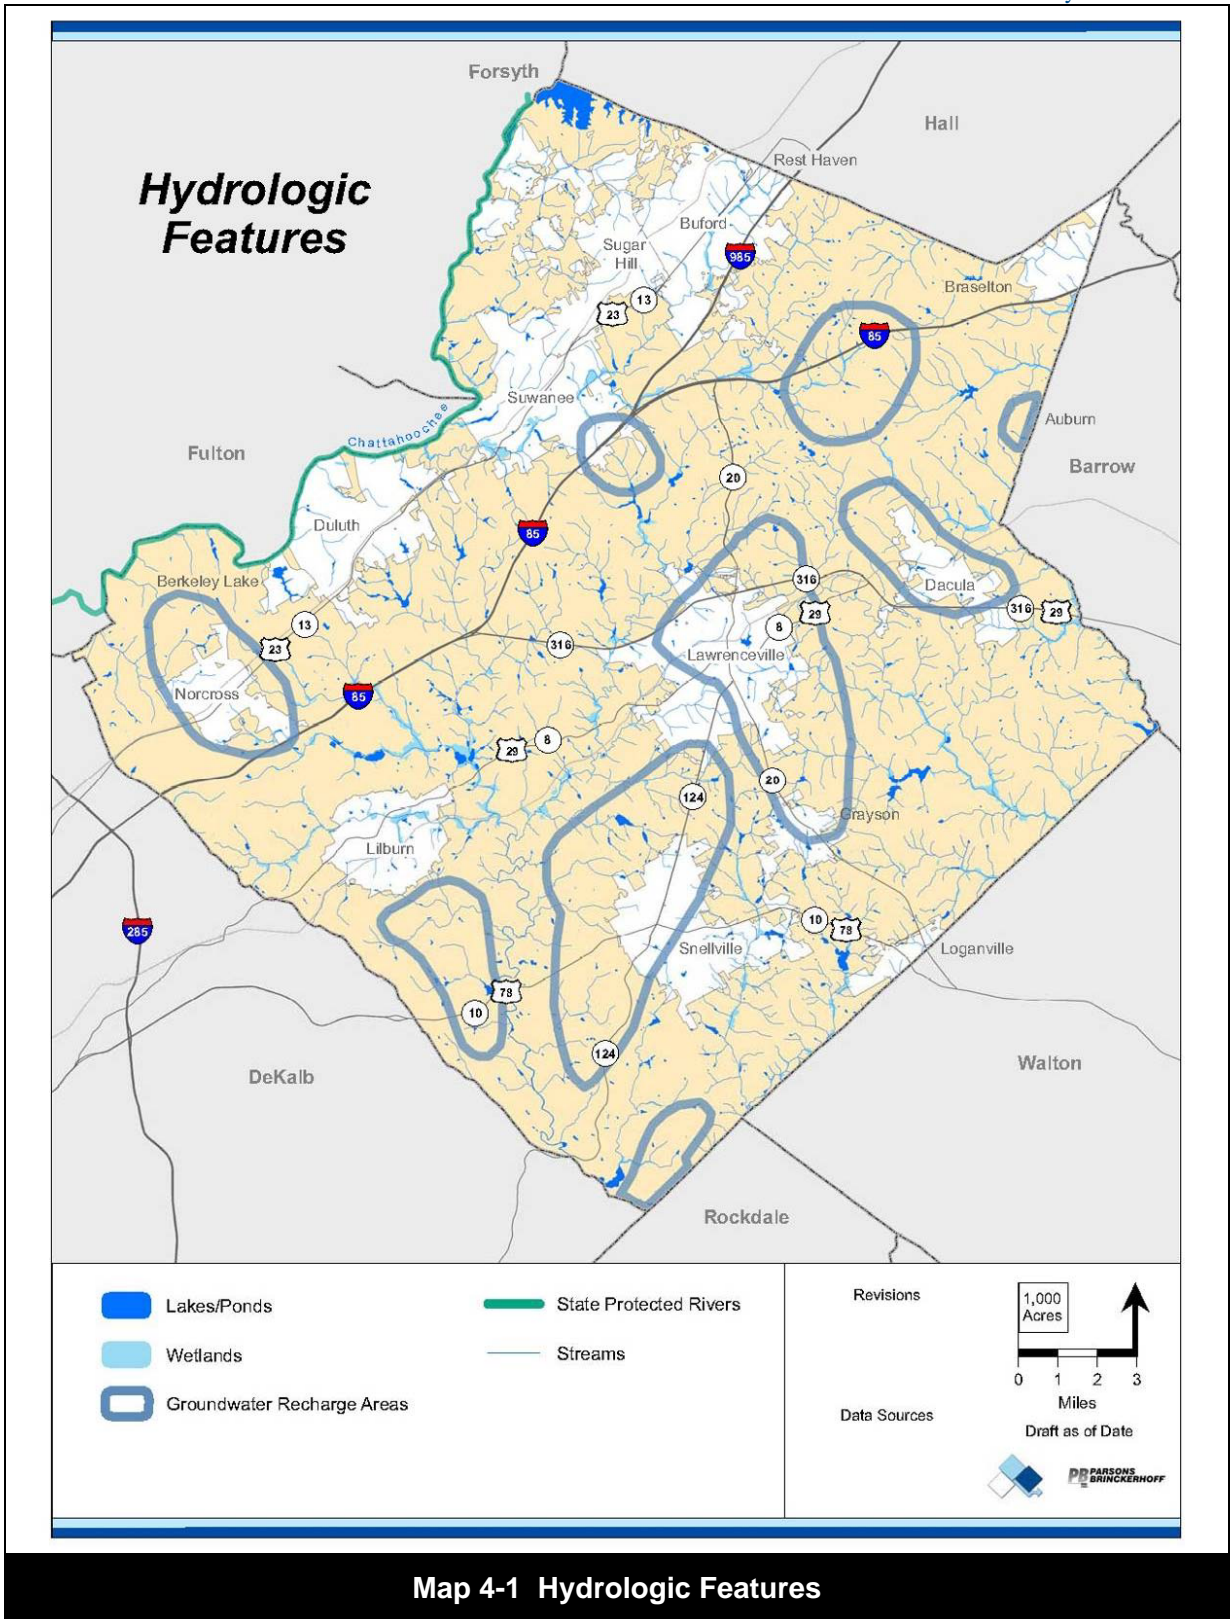 Forsyth
Hall
Hydrologic
Features
Rest Haven
Buford
Sugar
Hill
985
13
23
Braselton
85
Suwanee
Chattahoochee
Auburn
Fulton
Barrow
20
Duluth
85
Berkeley Lake
316
Dacula
29
316
29
13
8
23
316
Lawrenceville
Norcross
85
8
29
20
124
Grayson
Lilburn
10
78
285
Snellville
Loganville
78
10
124
DeKalb
Walton
Rockdale
Lakes/Ponds
State Protected Rivers
Revisions
1,000
Acres
Wetlands
Streams
0 1 2 3
Miles
Groundwater Recharge Areas
Data Sources
Draft as of Date
PB PARSONS
BRINCKERHOFF
Map 4-1 Hydrologic Features